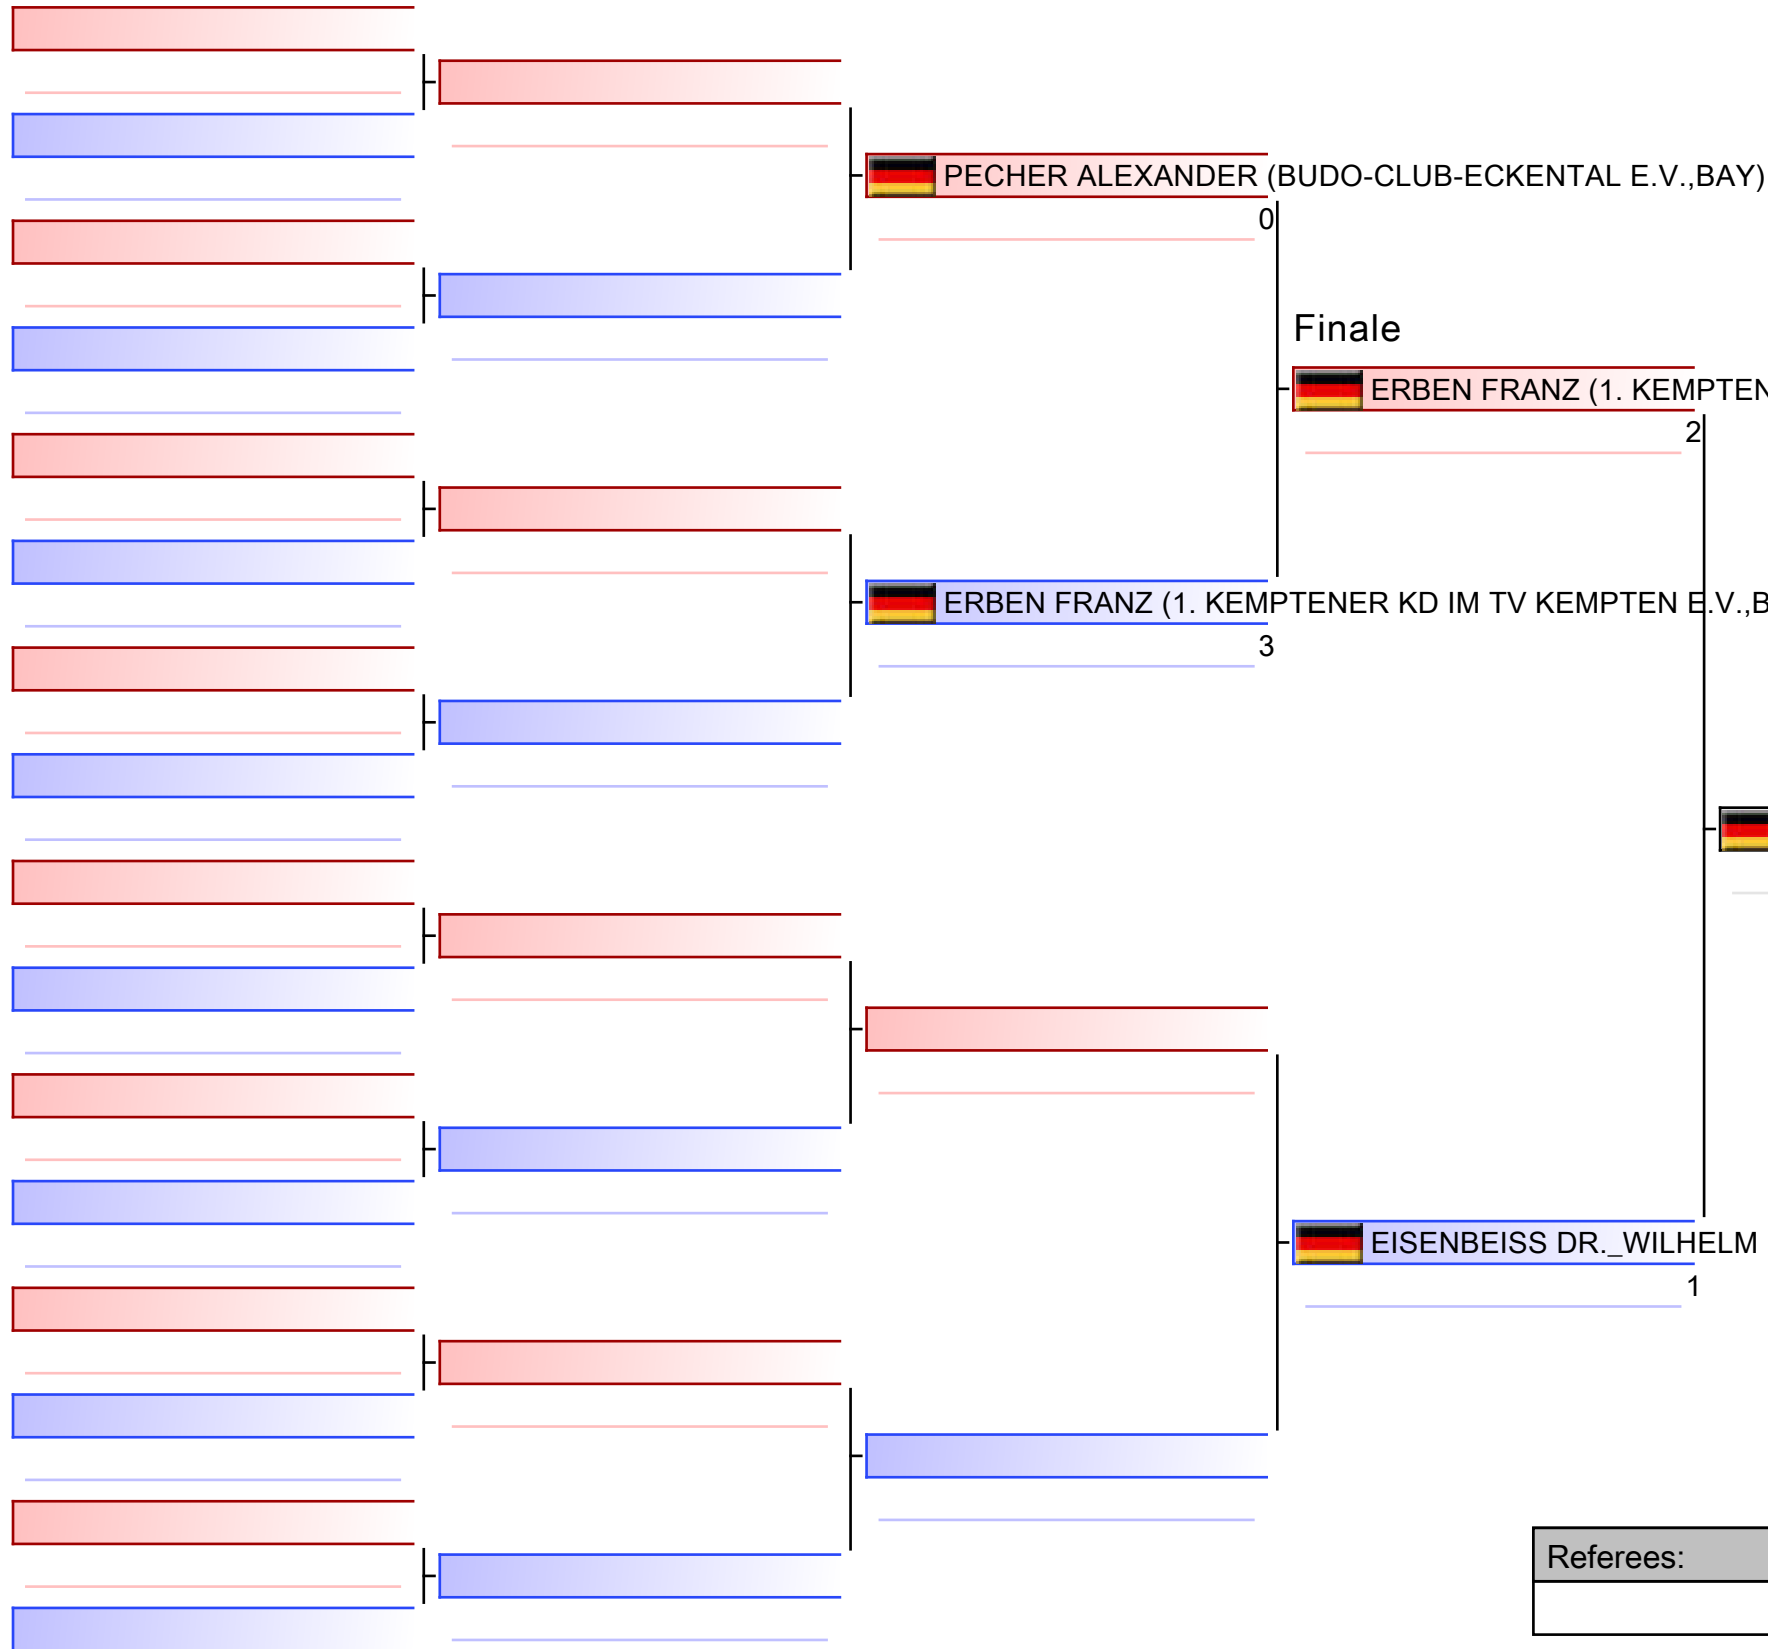 PECHER ALEXANDER (BUDO-CLUB-ECKENTAL E.V.,BAY)
0
Finale
ERBEN FRANZ (1. KEMPTEN
2
ERBEN FRANZ (1. KEMPTENER KD IM TV KEMPTEN E.V.,B
3
EISENBEISS DR._WILHELM
1
Referees: